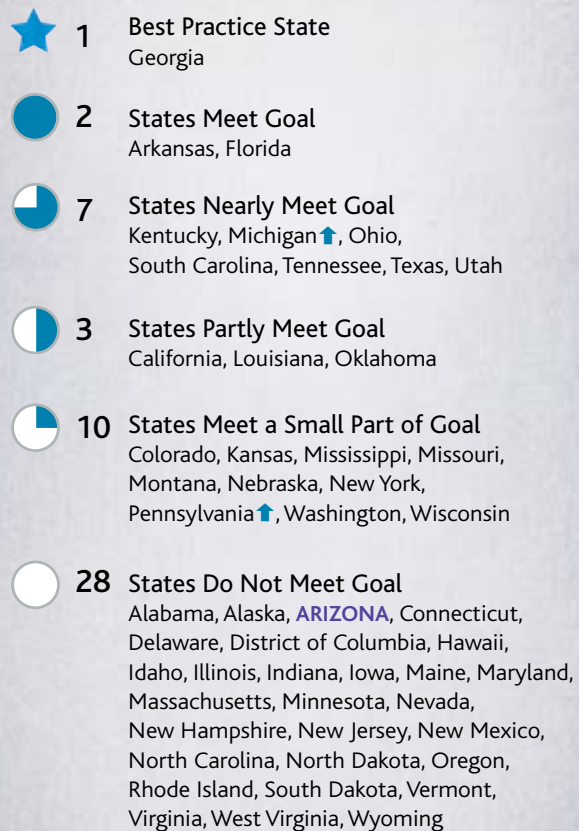 1 Best Practice State
Georgia
2 States Meet Goal
Arkansas, Florida
7 States Nearly Meet Goal
Kentucky, Michigan⬆, Ohio,
South Carolina, Tennessee, Texas, Utah
3 States Partly Meet Goal
California, Louisiana, Oklahoma
10 States Meet a Small Part of Goal
Colorado, Kansas, Mississippi, Missouri,
Montana, Nebraska, New York,
Pennsylvania⬆, Washington, Wisconsin
28 States Do Not Meet Goal
Alabama, Alaska, ARIZONA, Connecticut,
Delaware, District of Columbia, Hawaii,
Idaho, Illinois, Indiana, Iowa, Maine, Maryland,
Massachusetts, Minnesota, Nevada,
New Hampshire, New Jersey, New Mexico,
North Carolina, North Dakota, Oregon,
Rhode Island, South Dakota, Vermont,
Virginia, West Virginia, Wyoming